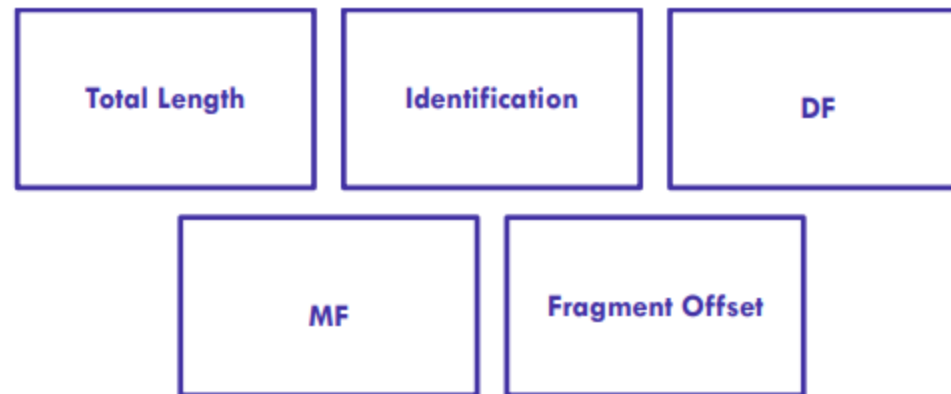 Total Length
Identification
DF
MF
Fragment Offset